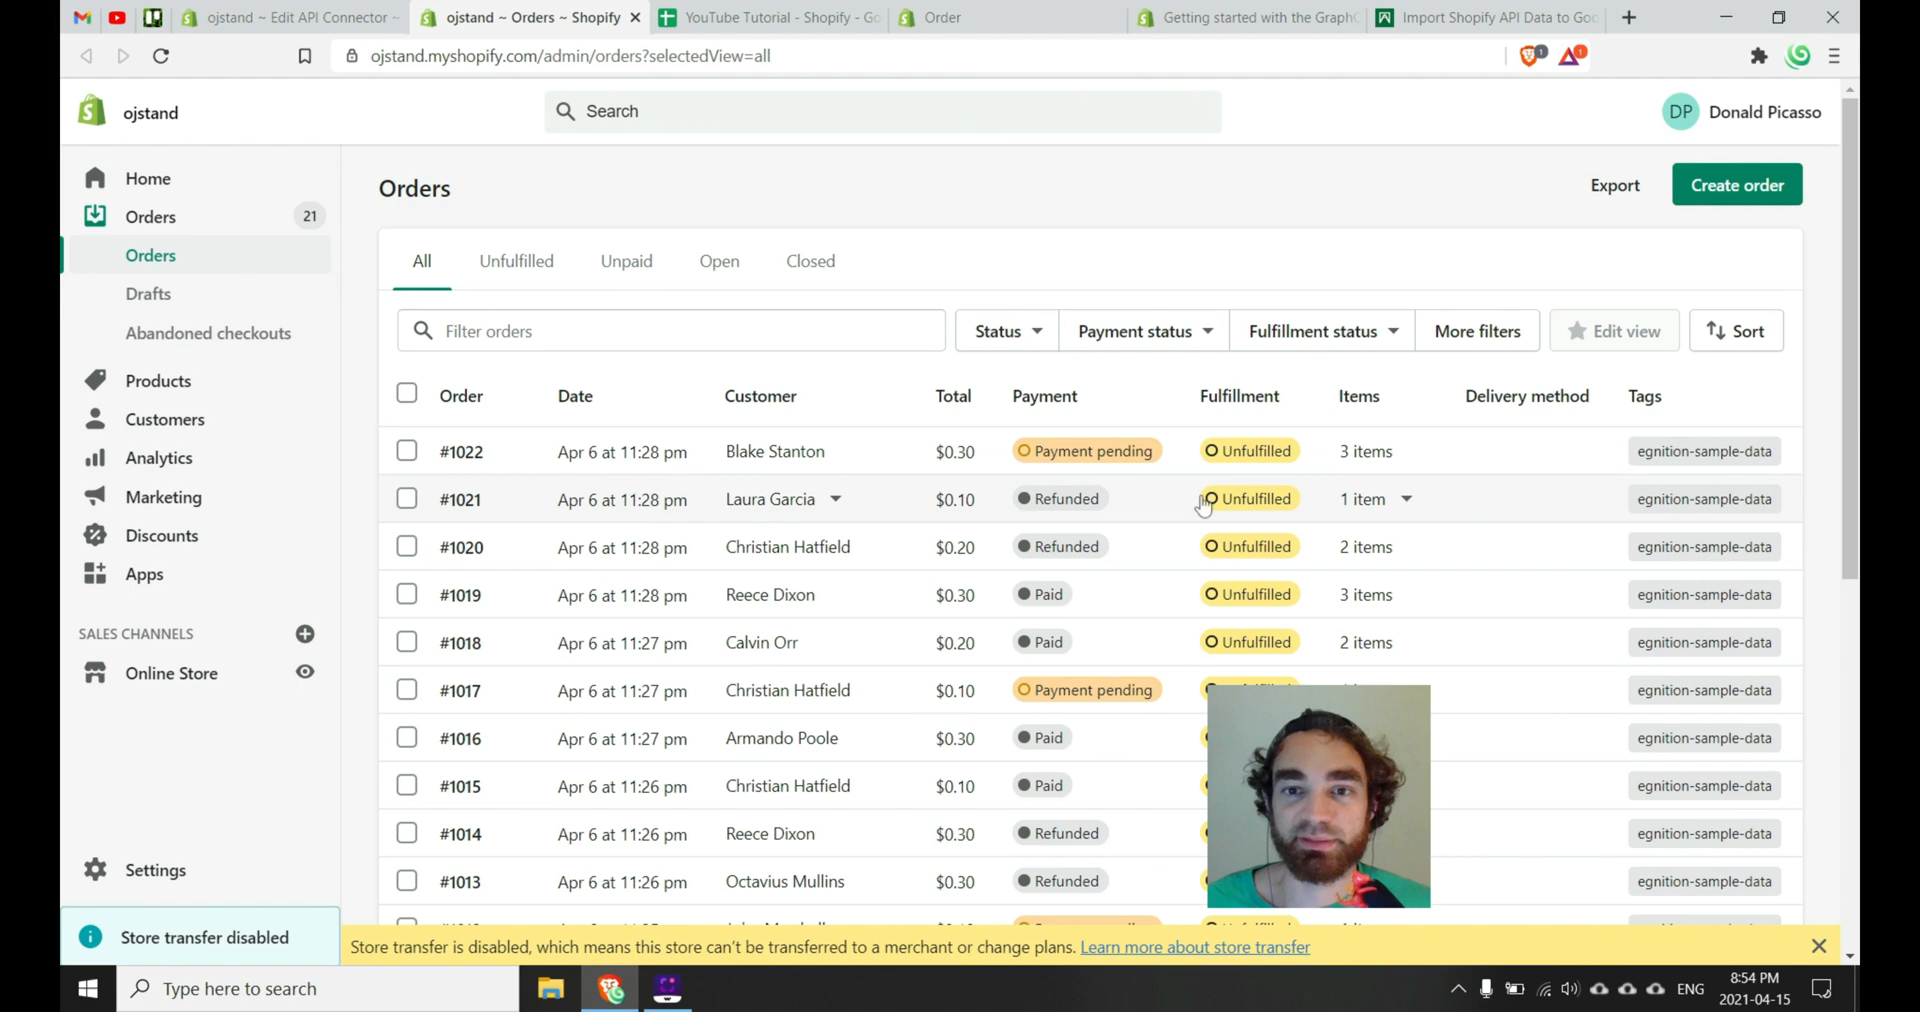 ojstand ~ Edit API Connector ~
ojstand ~ Orders ~ Shopify
YouTube Tutorial - Shopify - Go
Order
Getting started with the GraphQ
Import Shopify API Data to Goo
ojstand.myshopify.com/admin/orders?selectedView=all
1
1
ojstand
Search
DP
Donald Picasso
Home
Orders
21
Orders
Drafts
Abandoned checkouts
Products
Customers
Analytics
Marketing
Discounts
Apps
SALES CHANNELS
Online Store
Settings
Store transfer disabled
Orders
Export
Create order
All Unfulfilled Unpaid Open Closed
Filter orders
Status
Payment status
Fulfillment status
More filters
Edit view
Sort
Order Date Customer Total Payment Fulfillment Items Delivery method Tags
#1022 Apr 6 at 11:28 pm Blake Stanton $0.30 Payment pending Unfulfilled 3 items egnition-sample-data
#1021 Apr 6 at 11:28 pm Laura Garcia $0.10 Refunded Unfulfilled 1 item egnition-sample-data
#1020 Apr 6 at 11:28 pm Christian Hatfield $0.20 Refunded Unfulfilled 2 items egnition-sample-data
#1019 Apr 6 at 11:28 pm Reece Dixon $0.30 Paid Unfulfilled 3 items egnition-sample-data
#1018 Apr 6 at 11:27 pm Calvin Orr $0.20 Paid Unfulfilled 2 items egnition-sample-data
#1017 Apr 6 at 11:27 pm Christian Hatfield $0.10 Payment pending egnition-sample-data
#1016 Apr 6 at 11:27 pm Armando Poole $0.30 Paid egnition-sample-data
#1015 Apr 6 at 11:26 pm Christian Hatfield $0.10 Paid egnition-sample-data
#1014 Apr 6 at 11:26 pm Reece Dixon $0.30 Refunded egnition-sample-data
#1013 Apr 6 at 11:26 pm Octavius Mullins $0.30 Refunded egnition-sample-data
Store transfer is disabled, which means this store can't be transferred to a merchant or change plans. Learn more about store transfer
Type here to search
ENG
8:54 PM
2021-04-15